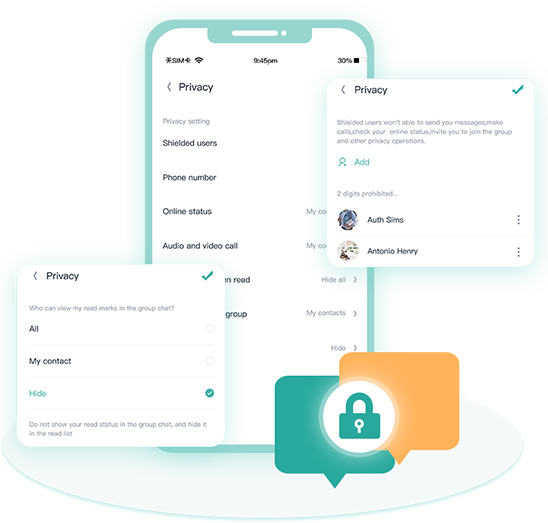 无SIM卡
9:45pm
30%
Privacy
Privacy setting
Shielded users
Phone number
Online status
My co
Audio and video call
My co
en read
Hide all
group
My contacts
Hide
Privacy
Shielded users won't able to send you messages,make
calls,check your online status,invite you to join the group
and other privacy operations.
Add
2 digits prohibited...
Auth Sims
Antonio Henry
Privacy
Who can view my read marks in the group chat?
All
My contact
Hide
Do not show your read status in the group chat, and hide it
in the read list